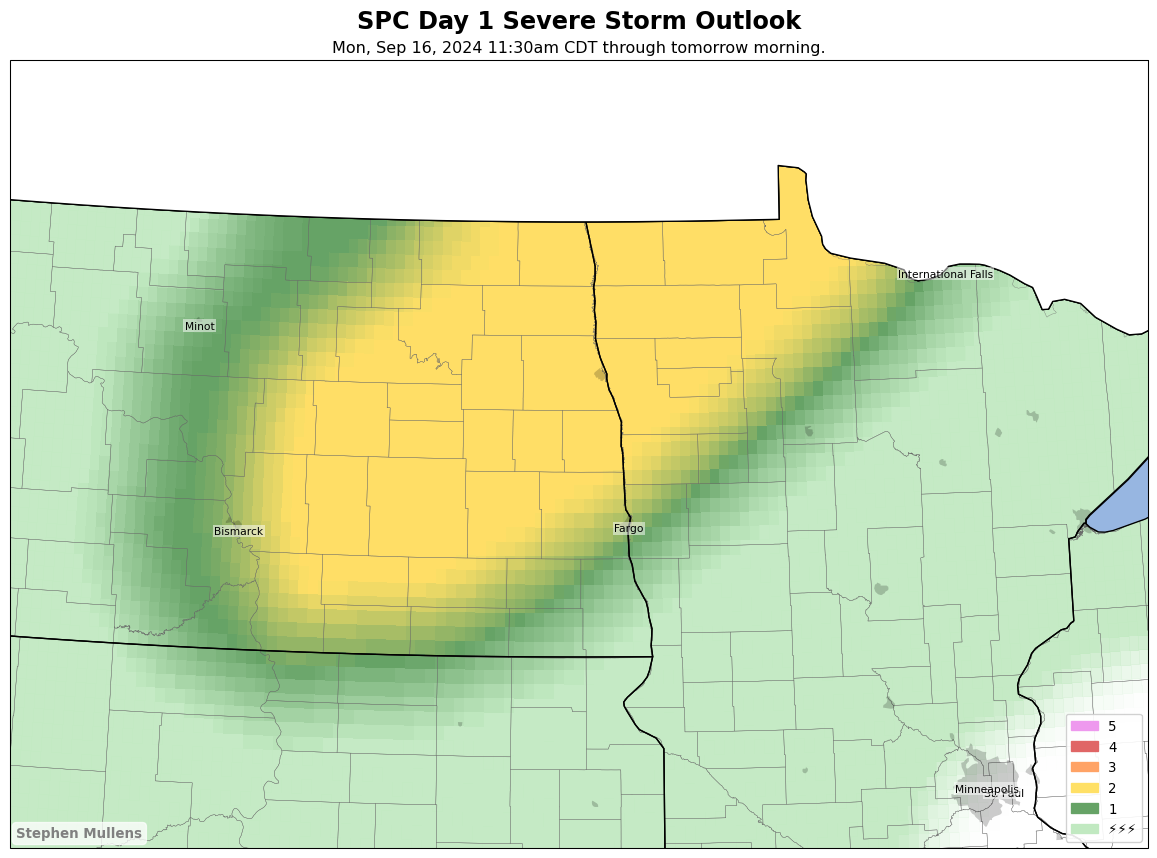 SPC Day 1 Severe Storm Outlook
Mon, Sep 16, 2024 11:30am CDT through tomorrow morning.
International Falls
Minot
Bismarck
Fargo
Minneapolis
St. Paul
5
4
3
2
1
⚡⚡⚡
Stephen Mullens